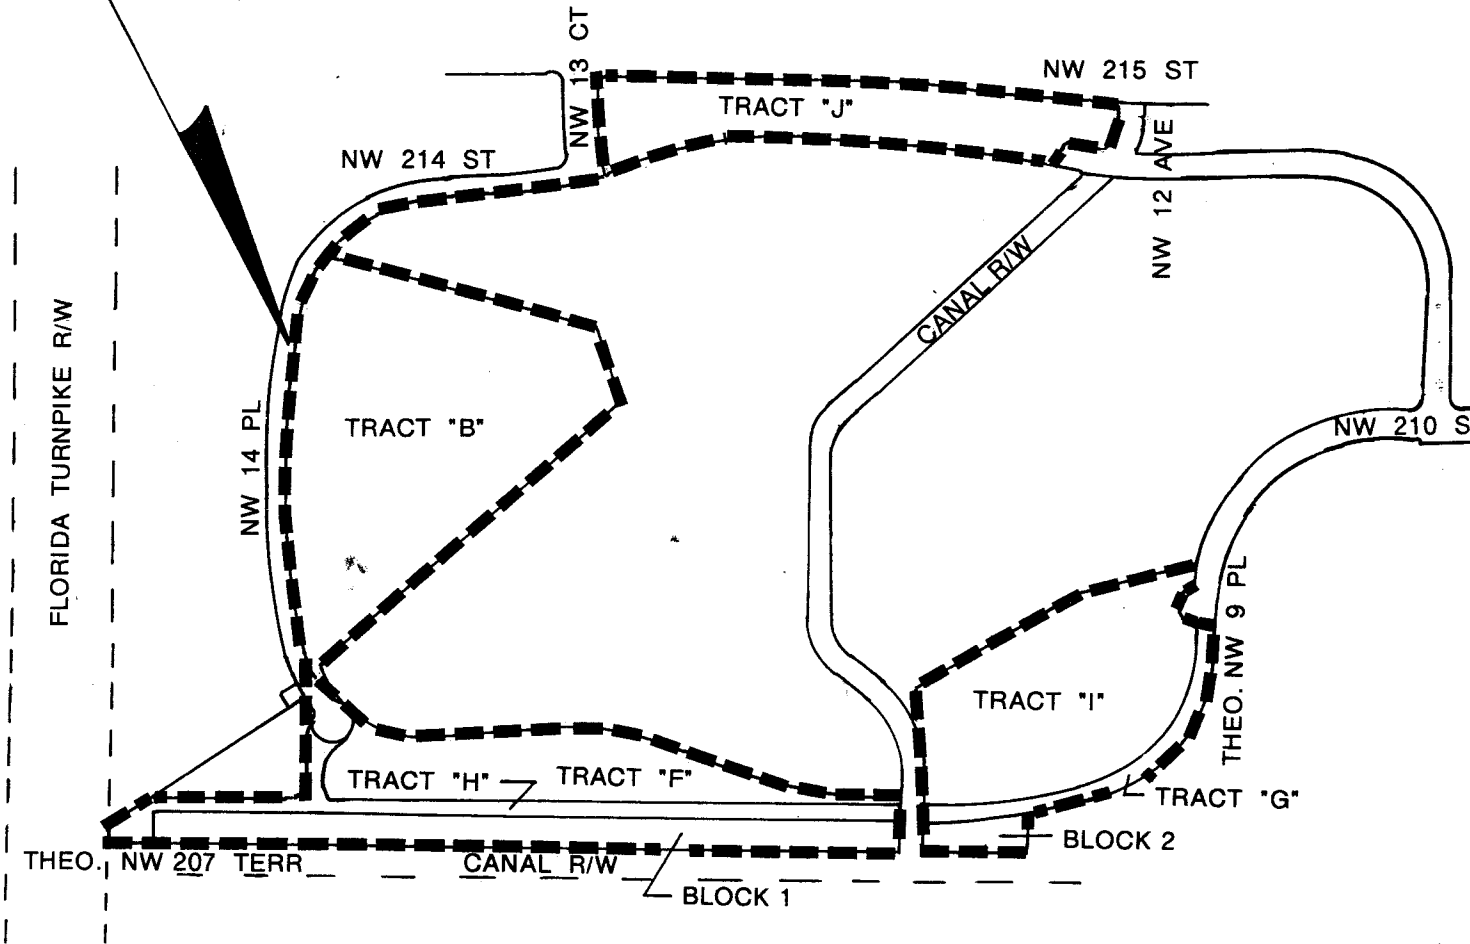 NW 13 CT
NW 215 ST
TRACT "J"
NW 214 ST
NW 12 AVE
CANAL R/W
FLORIDA TURNPIKE R/W
NW 14 PL
TRACT "B"
NW 210 S
THEO. NW 9 PL
TRACT "I"
TRACT "H"
TRACT "F"
TRACT "G"
BLOCK 2
THEO. NW 207 TERR
CANAL R/W
BLOCK 1